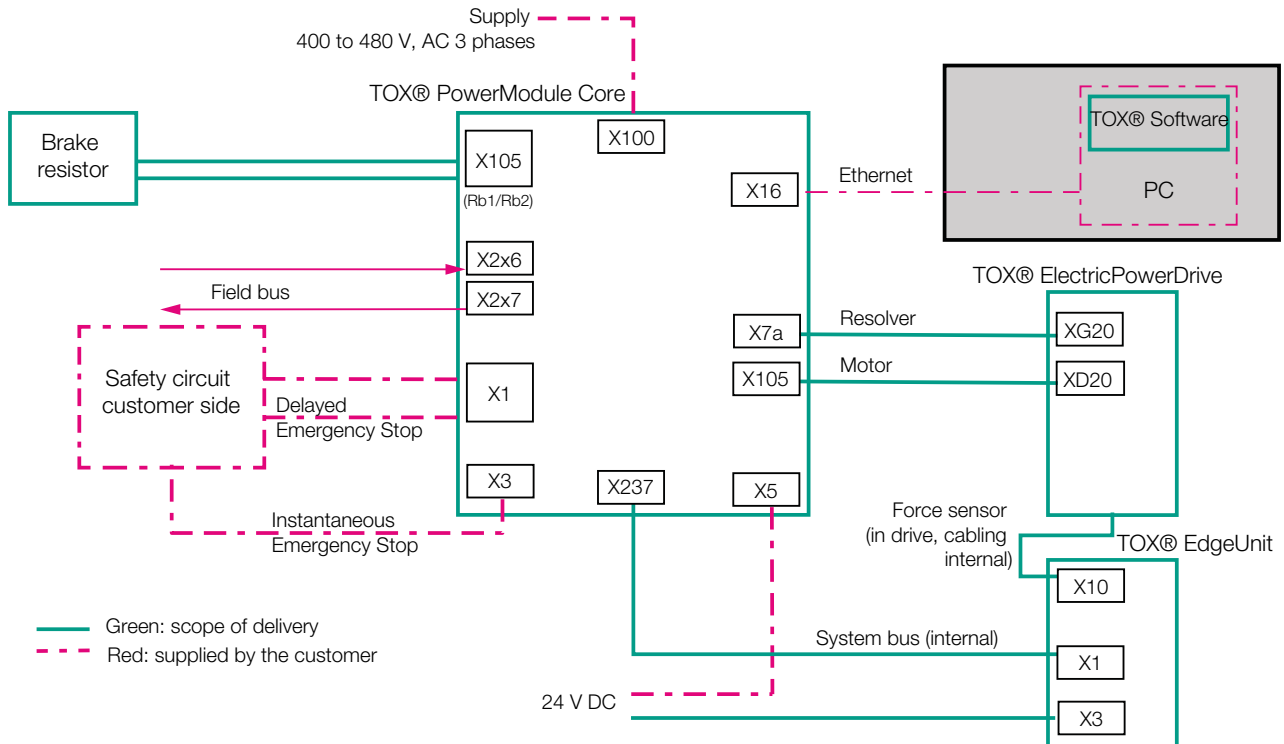 Supply
400 to 480 V, AC 3 phases
TOX® PowerModule Core
Brake
resistor
X105
(Rb1/Rb2)
X100
X16
Ethernet
TOX® Software
PC
X2x6
Field bus
X2x7
TOX® ElectricPowerDrive
X7a
Resolver
XG20
X105
Motor
XD20
Safety circuit
customer side
Delayed
Emergency Stop
X1
X3
Instantaneous
Emergency Stop
X237
X5
Force sensor
(in drive, cabling
internal)
TOX® EdgeUnit
X10
Green: scope of delivery
Red: supplied by the customer
System bus (internal)
X1
24 V DC
X3